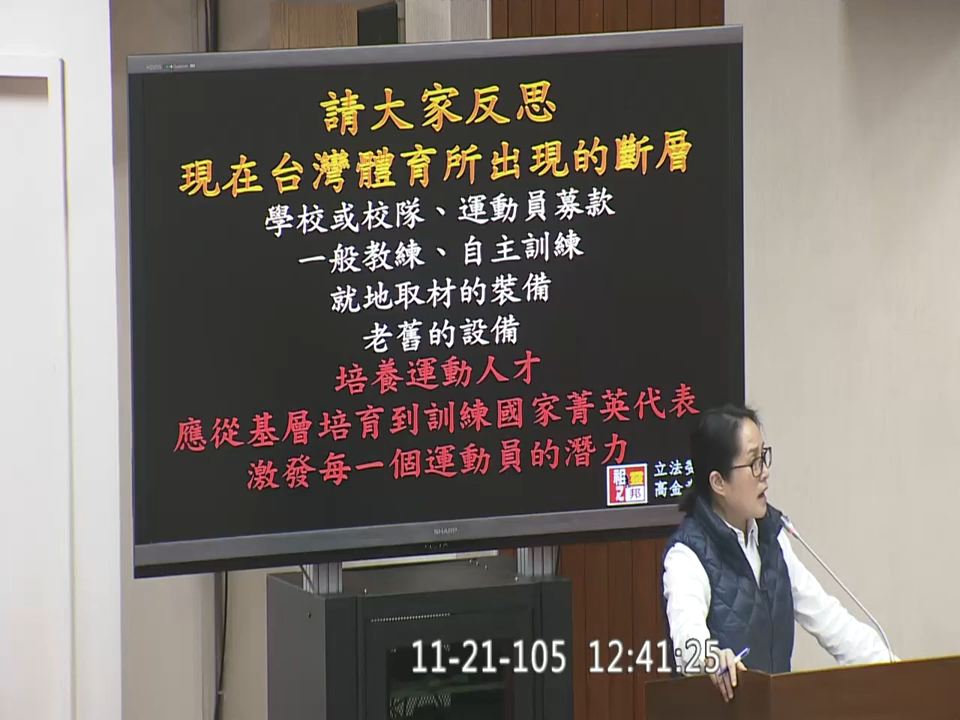 請大家反思
現在台灣體育所出現的斷層
學校或校隊、運動員募款
一般教練、自主訓練
就地取材的裝備
老舊的設備
培養運動人才
應從基層培育到訓練國家菁英代表
激發每一個運動員的潛力
立法委
高金
SHARP
11-21-105 12:41:25